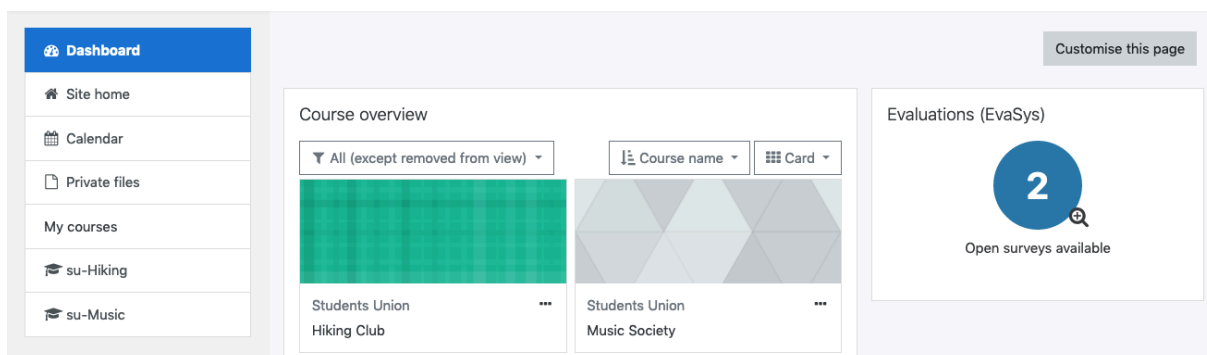 Dashboard
Site home
Calendar
Private files
My courses
su-Hiking
su-Music
Customise this page
Course overview
All (except removed from view)
Course name
Card
Students Union
Hiking Club
Students Union
Music Society
Evaluations (EvaSys)
2
Open surveys available